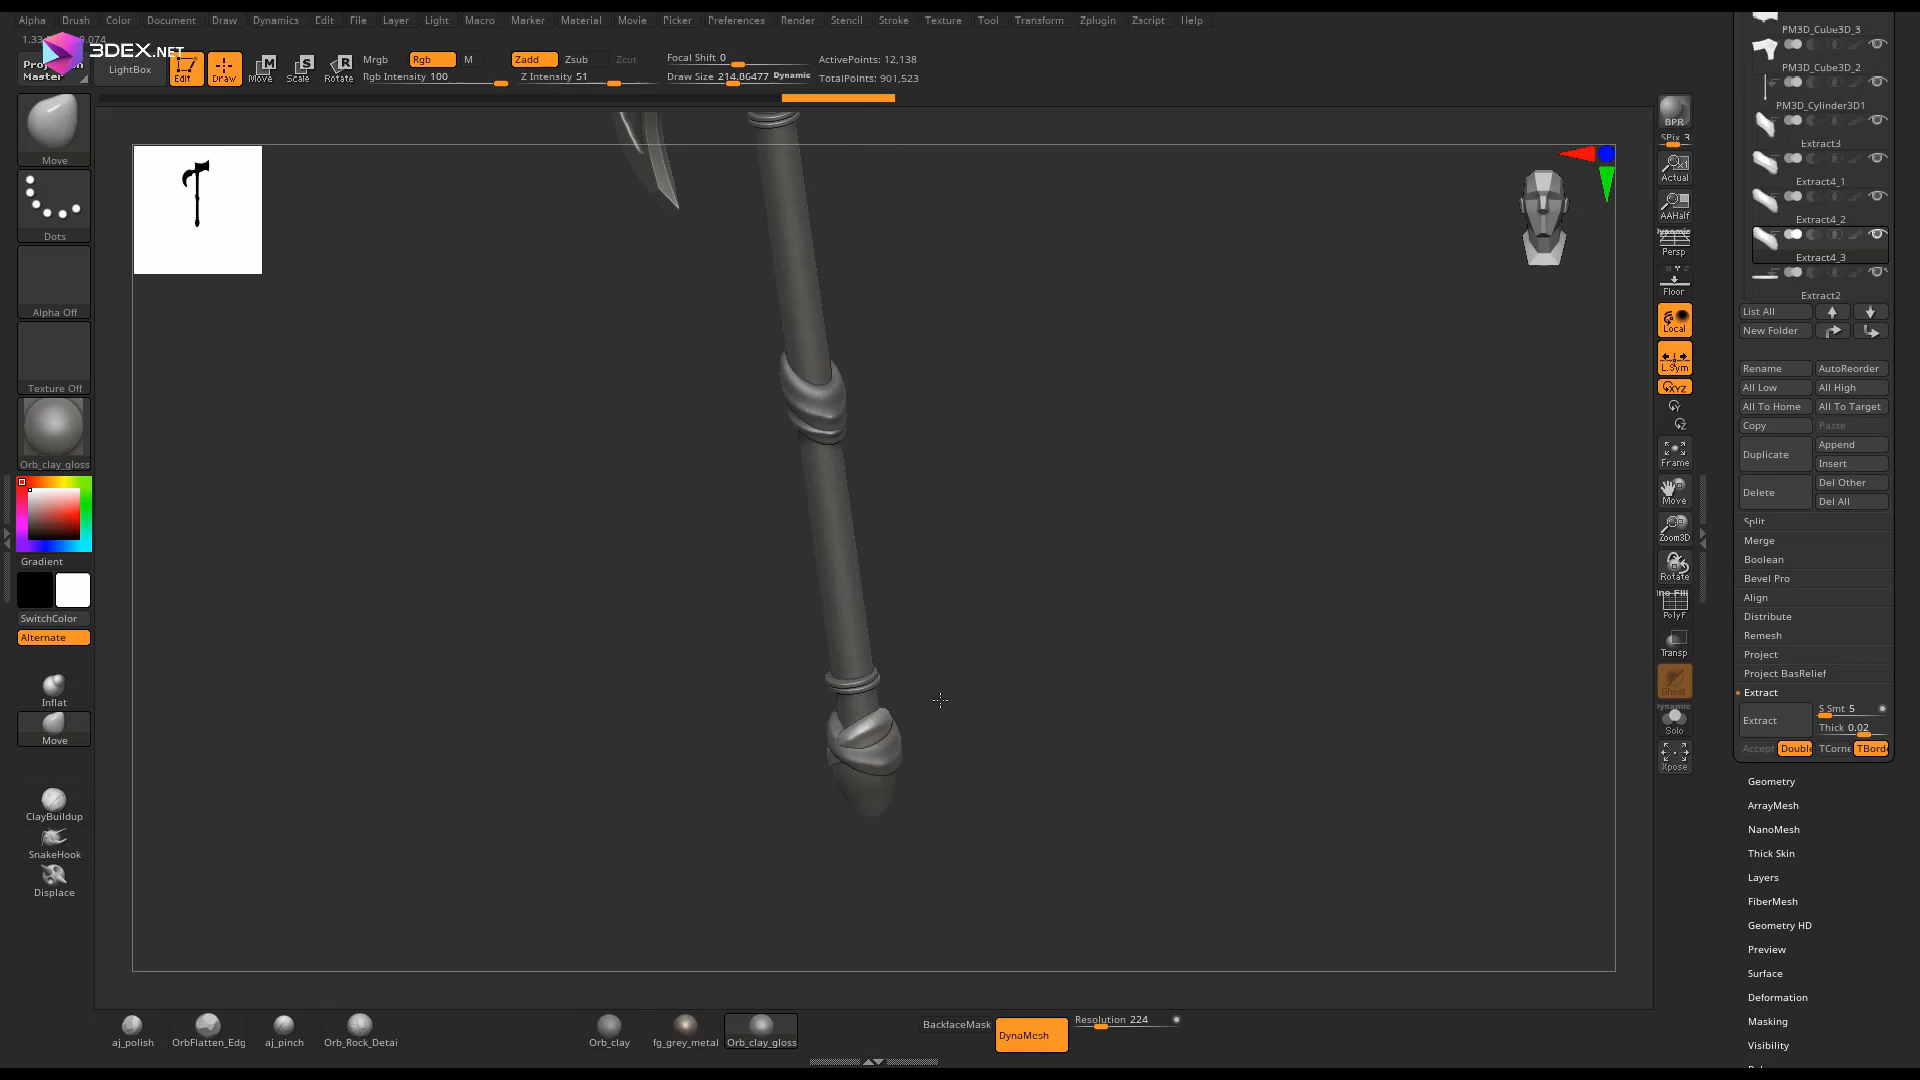 Alpha Brush Color Document Draw Dynamics Edit File Layer Light Macro Marker Material Movie Picker Preferences Render Stencil Stroke Texture Tool Transform Zplugin Zscript Help
3DEX.NET
Master
LightBox
Edit
Draw
Move
Scale
Rotate
Mrgb
Rgb
M
Rgb Intensity 100
Zadd
Zsub
Zcut
Z Intensity 51
Focal Shift 0
Draw Size 214.86477
Dynamic
ActivePoints: 12,138
TotalPoints: 901,523
Move
Dots
Alpha Off
Texture Off
Orb_clay_gloss
Gradient
SwitchColor
Alternate
Inflat
Move
ClayBuildup
SnakeHook
Displace
BPR
SPix 3
Actual
AAHalf
Dynamic
Persp
Floor
Local
L.Sym
XYZ
Frame
Move
Zoom3D
Rotate
PolyF
Transp
Ghost
Dynamic
Solo
Xpose
PM3D_Cube3D_3
PM3D_Cube3D_2
PM3D_Cylinder3D1
Extract3
Extract4_1
Extract4_2
Extract4_3
Extract2
List All
New Folder
Rename AutoReorder
All Low All High
All To Home All To Target
Copy Paste
Duplicate Append
Insert
Delete Del Other
Del All
Split
Merge
Boolean
Bevel Pro
Align
Distribute
Remesh
Project
Project BasRelief
Extract
Extract
S Smt 5
Thick 0.02
Accept Double TCorne TBorde
Geometry
ArrayMesh
NanoMesh
Thick Skin
Layers
FiberMesh
Geometry HD
Preview
Surface
Deformation
Masking
Visibility
aj_polish
OrbFlatten_Edg
aj_pinch
Orb_Rock_Detai
Orb_clay
fg_grey_metal
Orb_clay_gloss
BackfaceMask
DynaMesh
Resolution 224